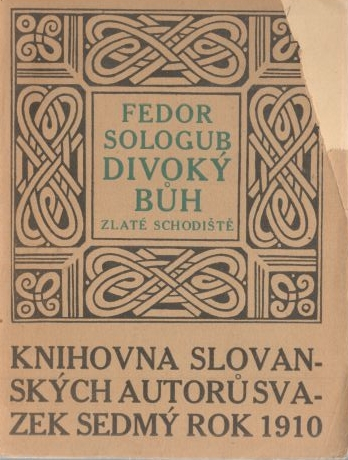 FEDOR
SOLOGUB
DIVOKÝ
BŮH
ZLATÉ SCHODIŠTĚ
KNIHOVNA SLOVAN-
SKÝCH AUTORŮ SVA-
ZEK SEDMÝ ROK 1910